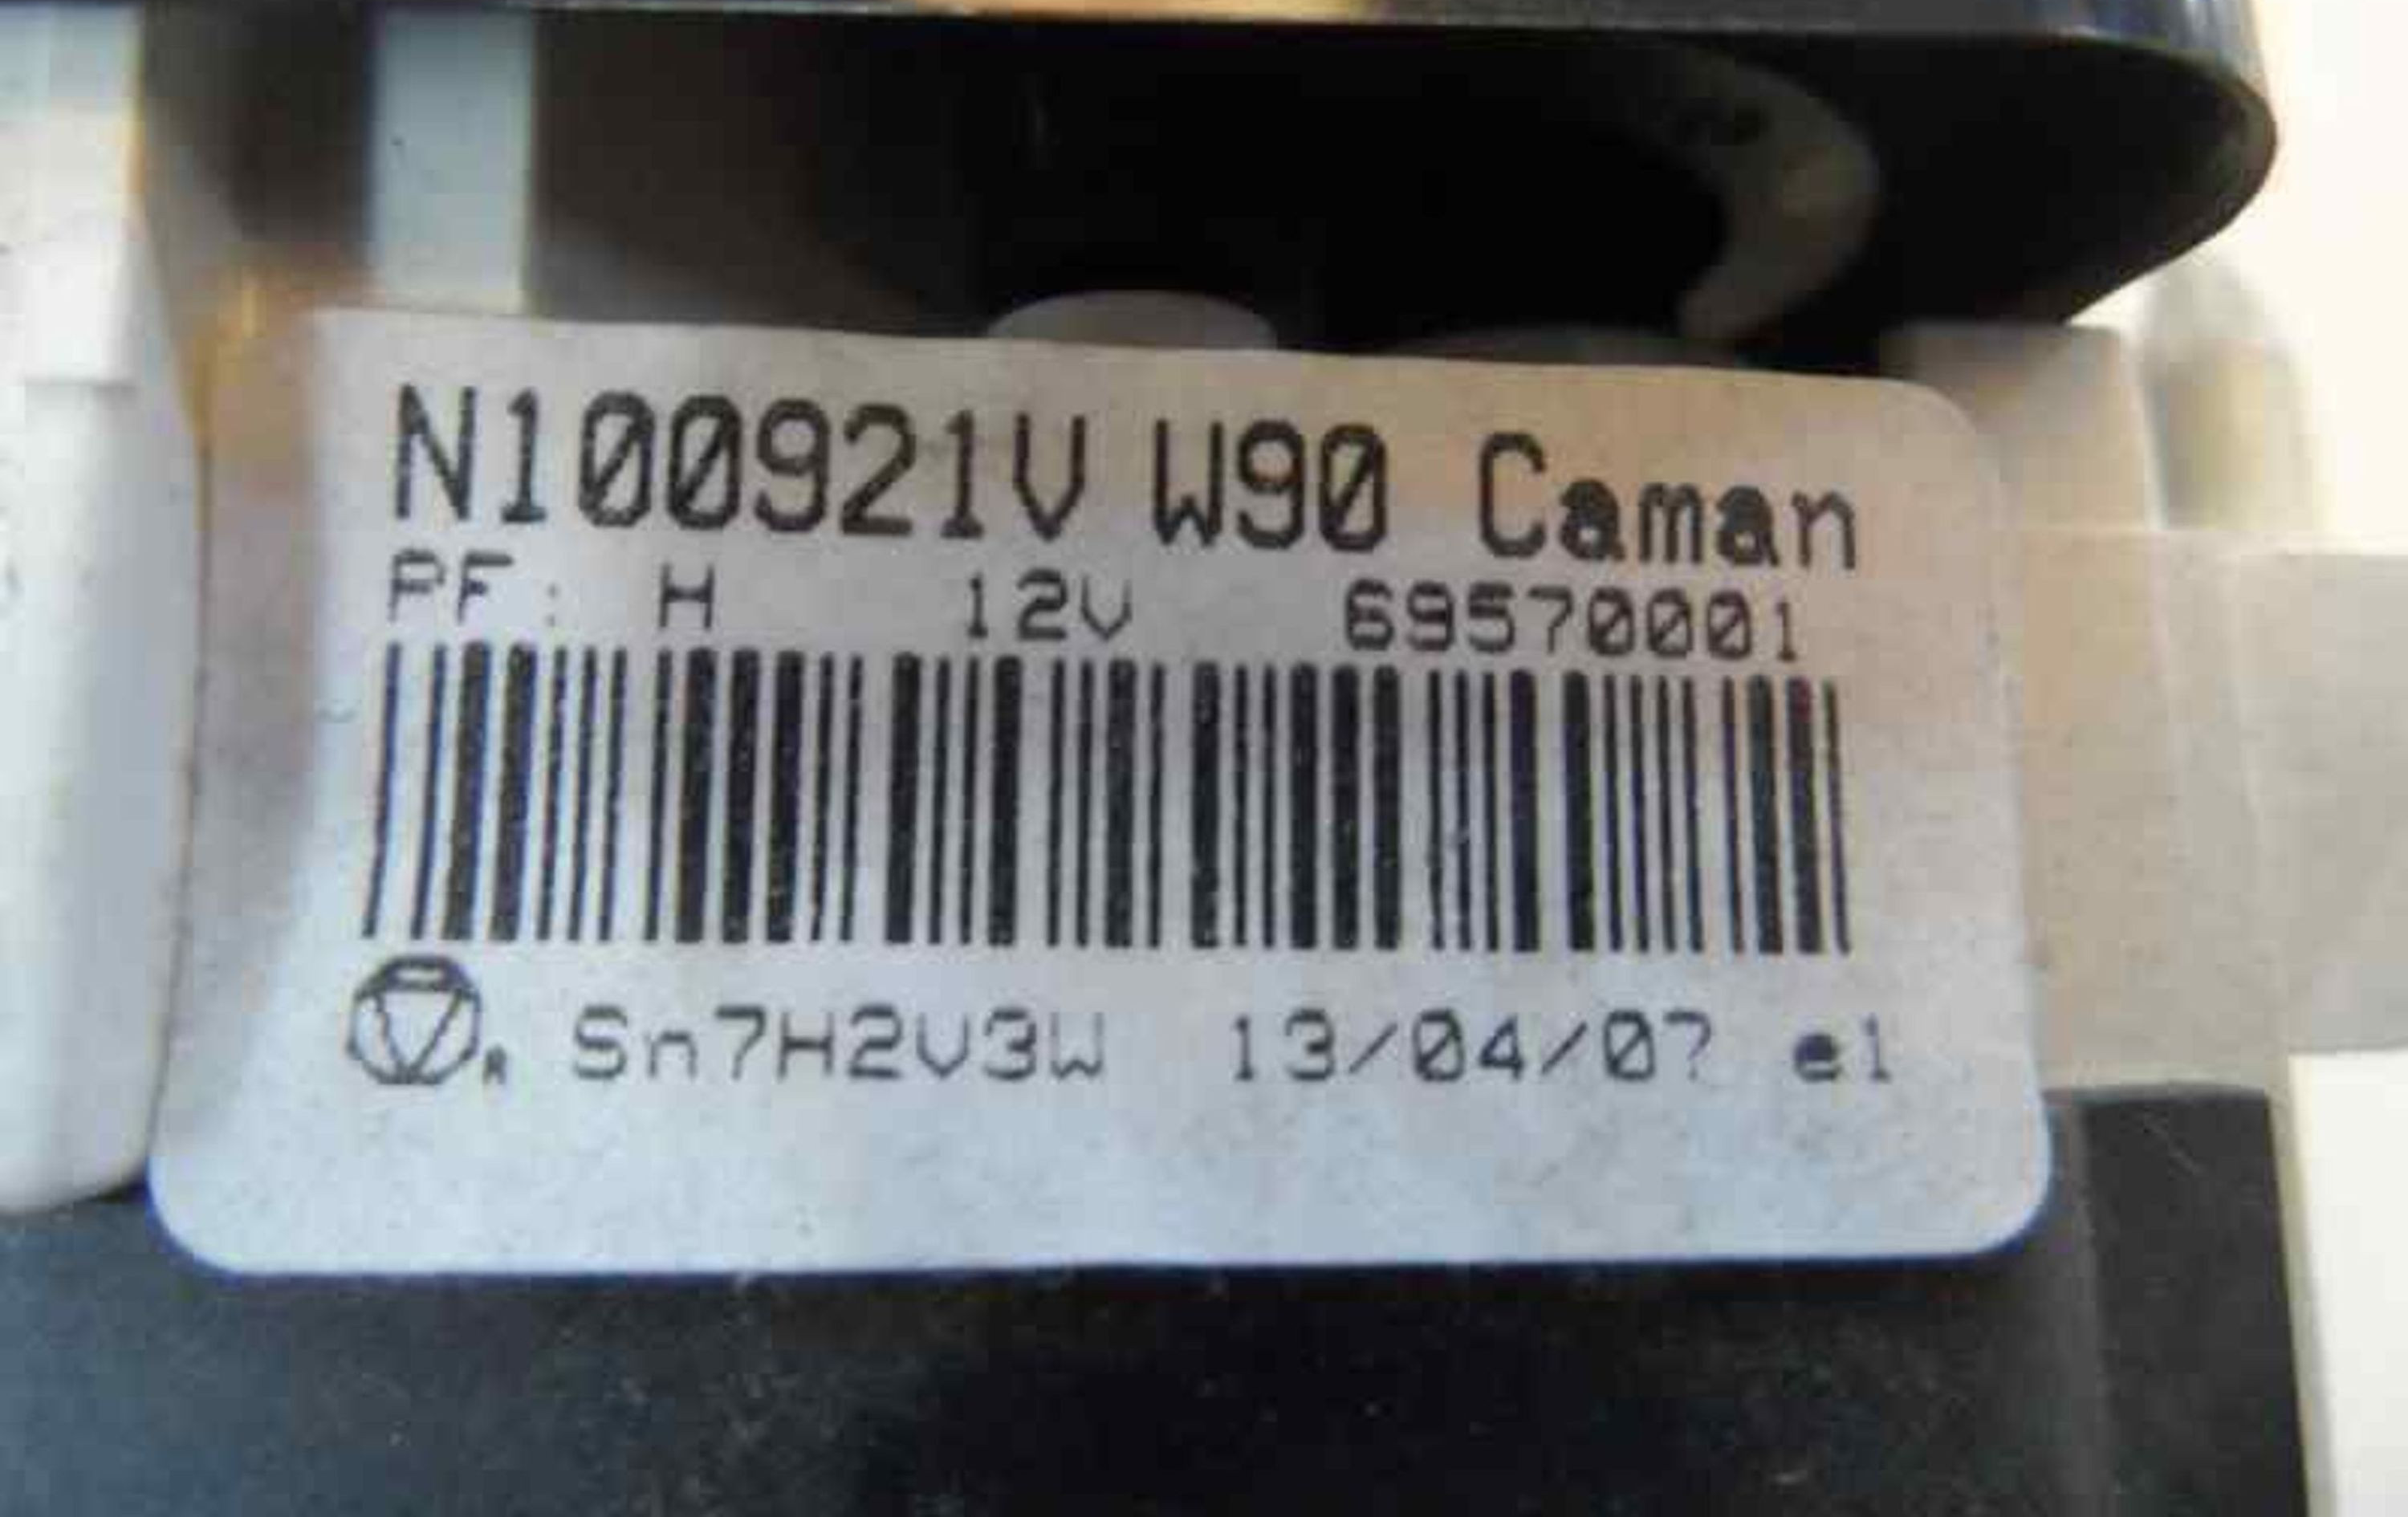 N100921V W90 Caman
PF: H 12V 69570001
R Sn7H2V3W 13/04/07 e1